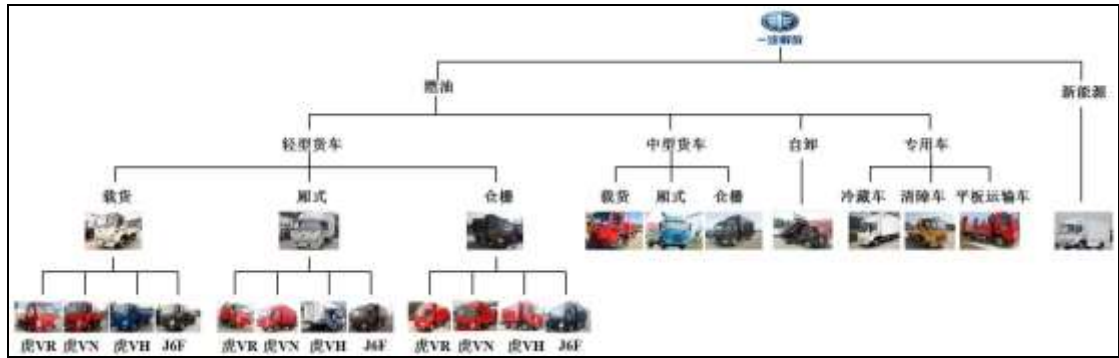 一汽解放
燃油
新能源
轻型货车 中型货车 自卸 专用车
载货 厢式 仓栅 载货 厢式 仓栅 冷藏车 清障车 平板运输车
虎VR 虎VN 虎VH J6F 虎VR 虎VN 虎VH J6F 虎VR 虎VN 虎VH J6F